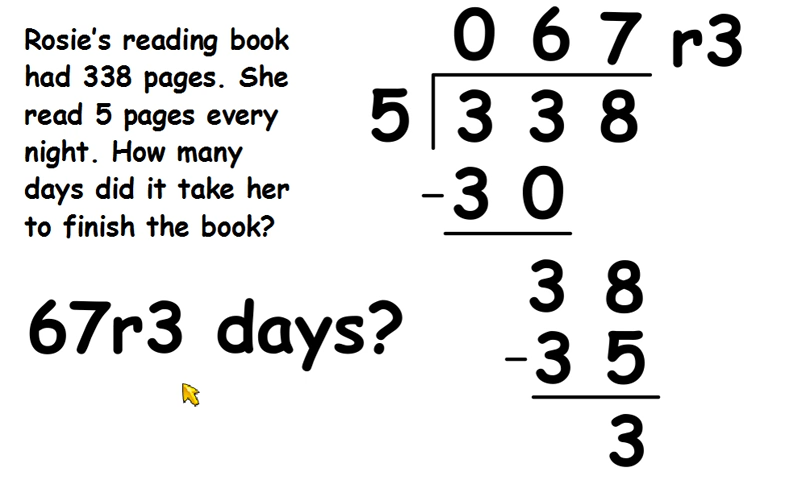 Rosie's reading book
had 338 pages. She
read 5 pages every
night. How many
days did it take her
to finish the book?
67r3 days?
0 6 7 r3
5 3 3 8
-3 0
3 8
-3 5
3